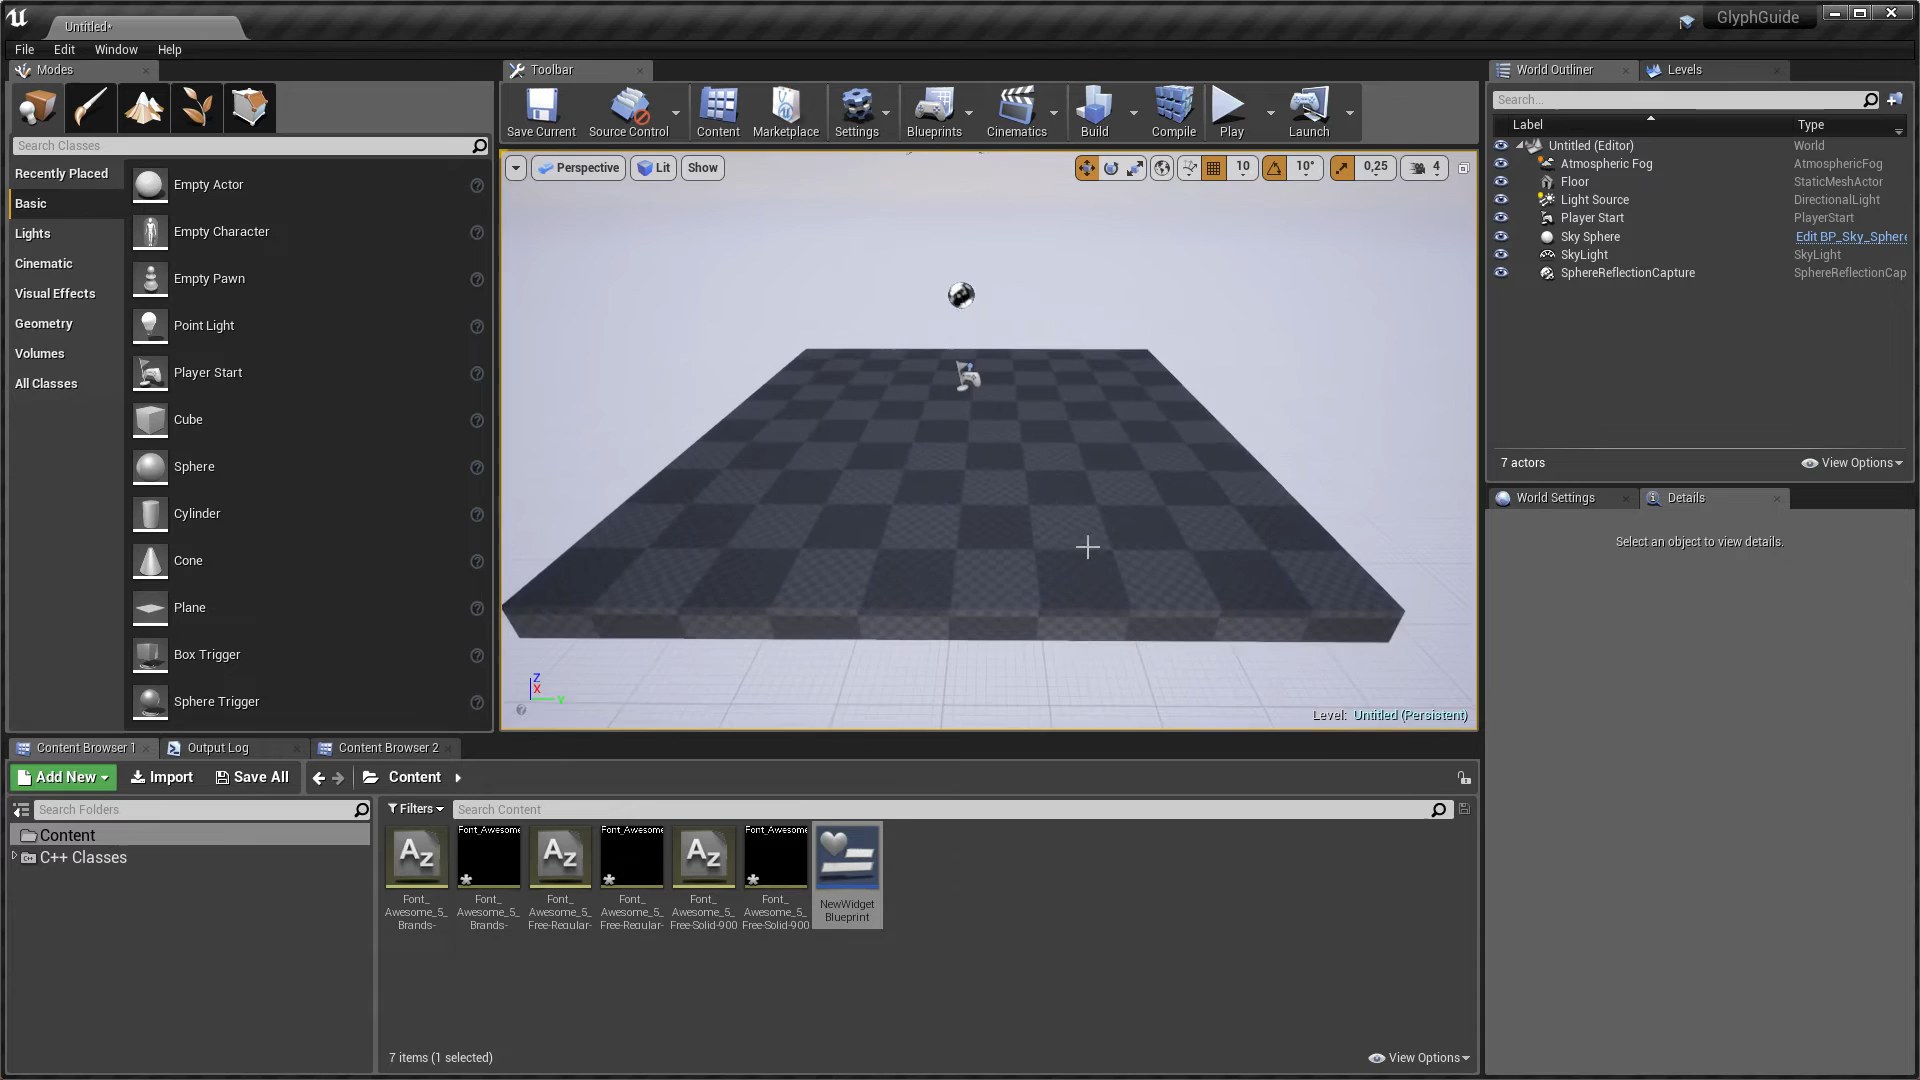 Untitled*
GlyphGuide
File Edit Window Help
Modes
Search Classes
Recently Placed
Basic
Lights
Cinematic
Visual Effects
Geometry
Volumes
All Classes
Empty Actor
Empty Character
Empty Pawn
Point Light
Player Start
Cube
Sphere
Cylinder
Cone
Plane
Box Trigger
Sphere Trigger
Toolbar
Save Current Source Control Content Marketplace Settings Blueprints Cinematics Build Compile Play Launch
Perspective Lit Show 10 10° 0,25 4
Z
X
Y
Level: Untitled (Persistent)
World Outliner Levels
Search...
Label Type
Untitled (Editor) World
Atmospheric Fog AtmosphericFog
Floor StaticMeshActor
Light Source DirectionalLight
Player Start PlayerStart
Sky Sphere Edit BP_Sky_Sphere
SkyLight SkyLight
SphereReflectionCapture SphereReflectionCap
7 actors View Options
World Settings Details
Select an object to view details.
Content Browser 1 Output Log Content Browser 2
Add New Import Save All Content
Search Folders
Content
C++ Classes
Filters Search Content
Az Font_Awesome Az Font_Awesome Az Font_Awesome
Font_ Font_ Font_ Font_ Font_ Font_ NewWidget
Awesome_5_ Awesome_5_ Awesome_5_ Awesome_5_ Awesome_5_ Awesome_5_ Blueprint
Brands- Brands- Free-Regular- Free-Regular- Free-Solid-900 Free-Solid-900
7 items (1 selected) View Options